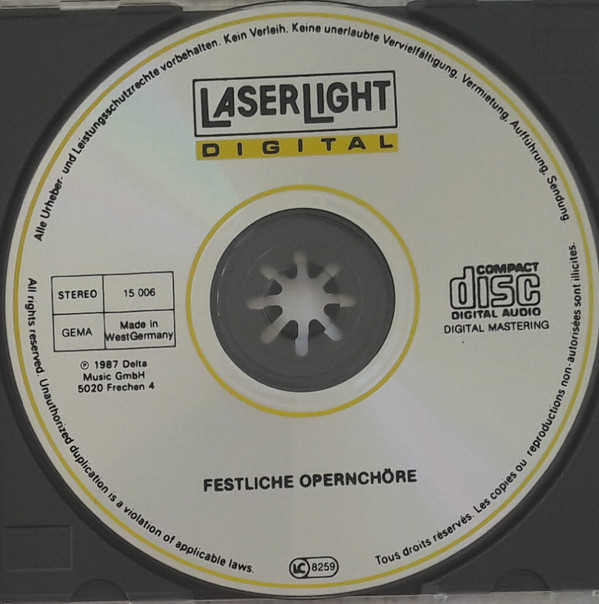 Alle Urheber- und Leistungsschutzrechte vorbehalten. Kein Verleih. Keine unerlaubte Vervielfältigung, Vermietung, Aufführung, Sendung
LASERLIGHT
DIGITAL
STEREO 15 006
GEMA Made in
WestGermany
℗ 1987 Delta
Music GmbH
5020 Frechen 4
COMPACT
disc
DIGITAL AUDIO
DIGITAL MASTERING
FESTLICHE OPERNCHÖRE
LC 8259
All rights reserved. Unauthorized duplication is a violation of applicable laws.
Tous droits réservés. Les copies ou reproductions non-autorisées sont illicites.